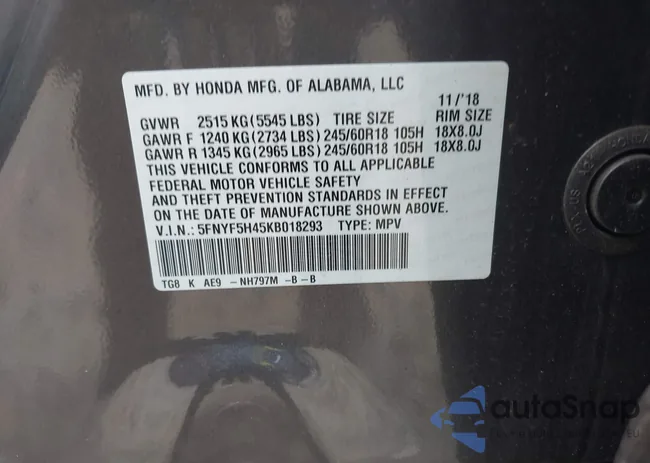 MFD. BY HONDA MFG. OF ALABAMA, LLC
11/'18
GVWR 2515 KG (5545 LBS) TIRE SIZE RIM SIZE
GAWR F 1240 KG (2734 LBS) 245/60R18 105H 18X8.0J
GAWR R 1345 KG (2965 LBS) 245/60R18 105H 18X8.0J
THIS VEHICLE CONFORMS TO ALL APPLICABLE
FEDERAL MOTOR VEHICLE SAFETY
AND THEFT PREVENTION STANDARDS IN EFFECT
ON THE DATE OF MANUFACTURE SHOWN ABOVE.
V.I.N.: 5FNYF5H45KB018293 TYPE: MPV
TG8 K AE9 -NH797M -B -B
autoSnap